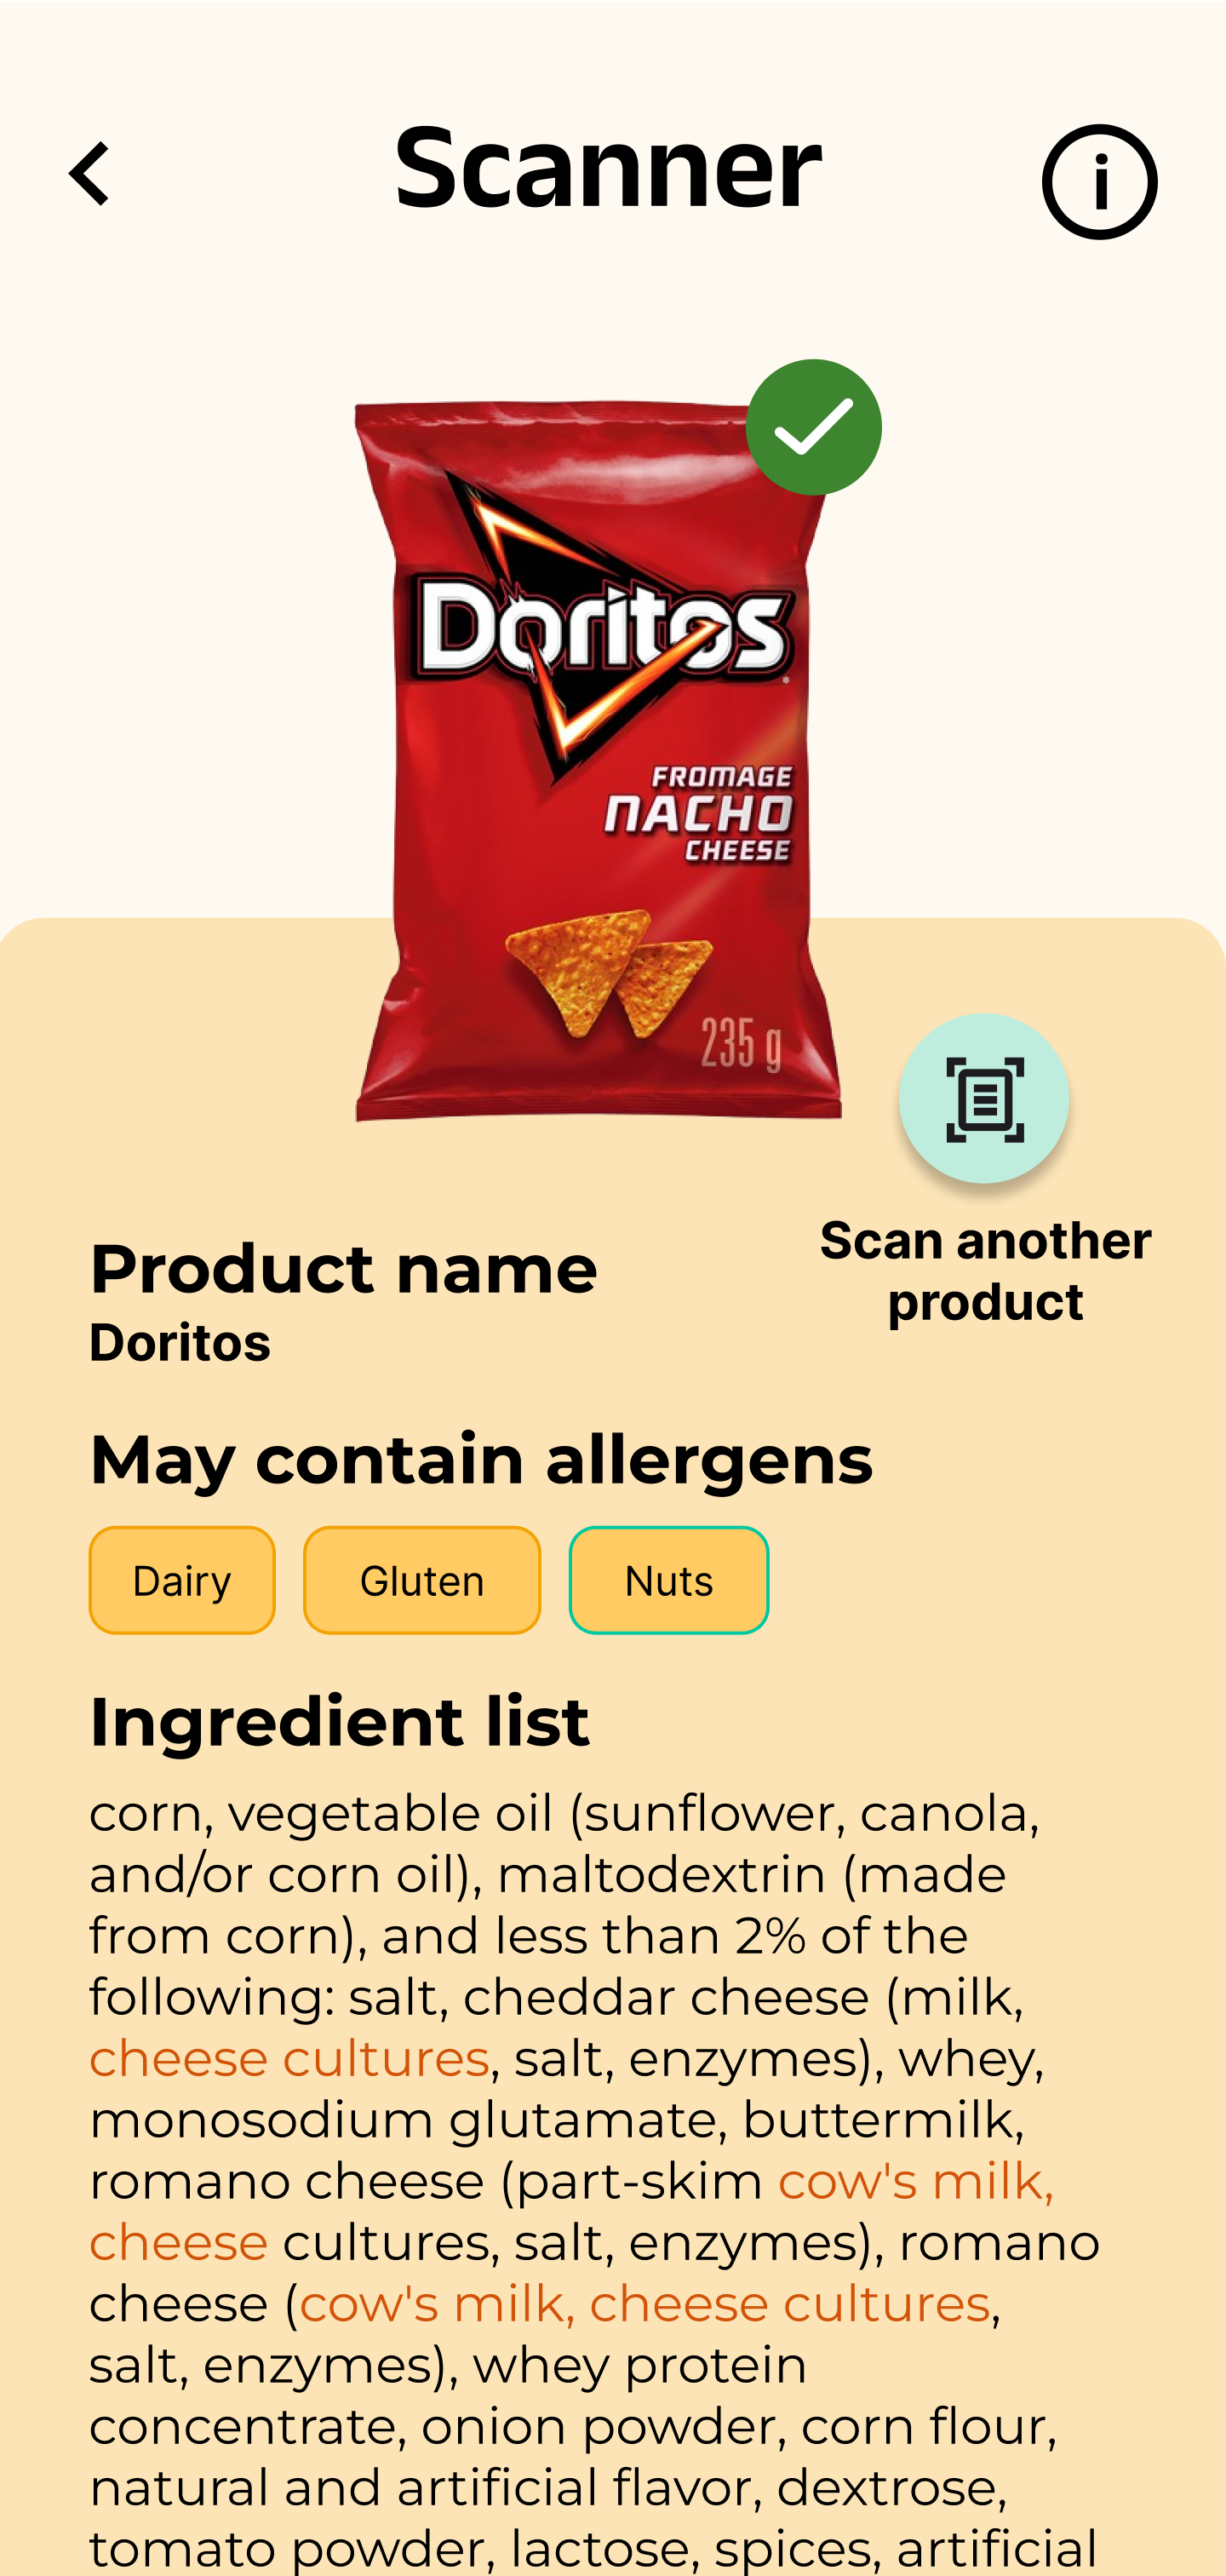 Scanner
i
Doritos
FROMAGE
NACHO
CHEESE
235 g
Scan another
product
Product name
Doritos
May contain allergens
Dairy
Gluten
Nuts
Ingredient list
corn, vegetable oil (sunflower, canola,
and/or corn oil), maltodextrin (made
from corn), and less than 2% of the
following: salt, cheddar cheese (milk,
cheese cultures, salt, enzymes), whey,
monosodium glutamate, buttermilk,
romano cheese (part-skim cow's milk,
cheese cultures, salt, enzymes), romano
cheese (cow's milk, cheese cultures,
salt, enzymes), whey protein
concentrate, onion powder, corn flour,
natural and artificial flavor, dextrose,
tomato powder, lactose, spices, artificial